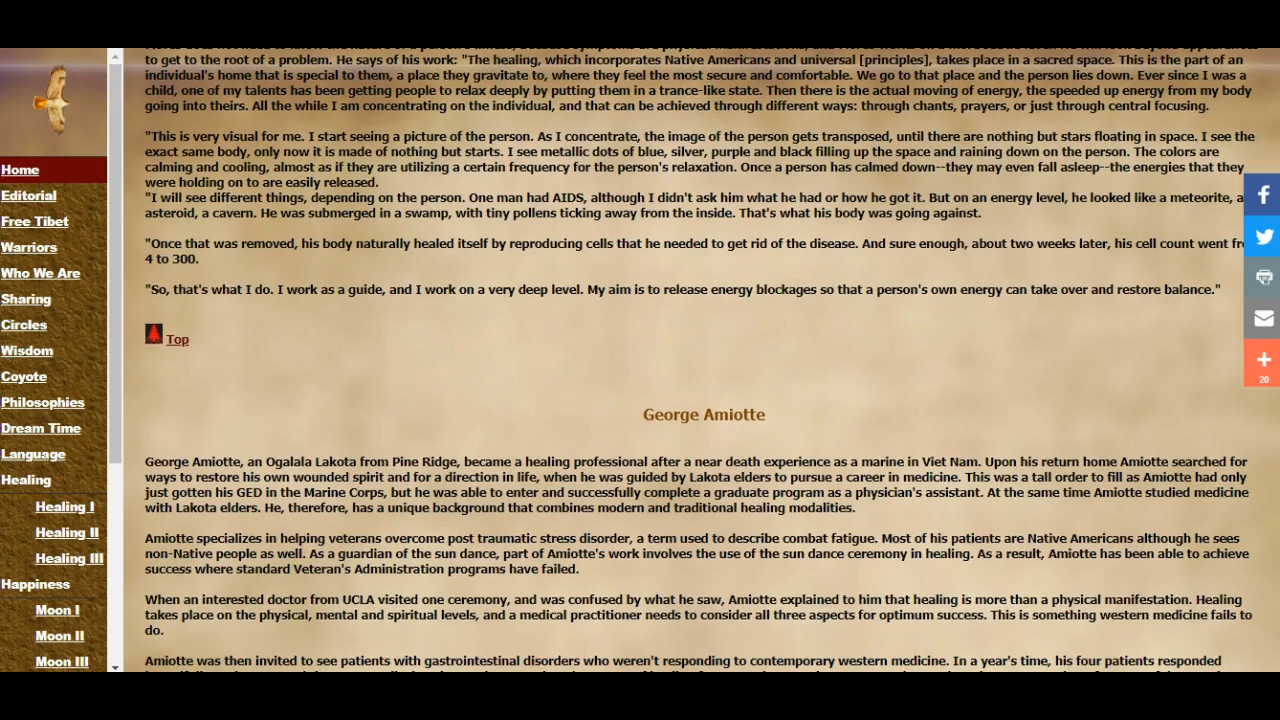 Home
Editorial
Free Tibet
Warriors
Who We Are
Sharing
Circles
Wisdom
Coyote
Philosophies
Dream Time
Language
Healing
Healing I
Healing II
Healing III
Happiness
Moon I
Moon II
Moon III
to get to the root of a problem. He says of his work: "The healing, which incorporates Native Americans and universal [principles], takes place in a sacred space. This is the part of an
individual's home that is special to them, a place they gravitate to, where they feel the most secure and comfortable. We go to that place and the person lies down. Ever since I was a
child, one of my talents has been getting people to relax deeply by putting them in a trance-like state. Then there is the actual moving of energy, the speeded up energy from my body
going into theirs. All the while I am concentrating on the individual, and that can be achieved through different ways: through chants, prayers, or just through central focusing.
"This is very visual for me. I start seeing a picture of the person. As I concentrate, the image of the person gets transposed, until there are nothing but stars floating in space. I see the
exact same body, only now it is made of nothing but starts. I see metallic dots of blue, silver, purple and black filling up the space and raining down on the person. The colors are
calming and cooling, almost as if they are utilizing a certain frequency for the person's relaxation. Once a person has calmed down--they may even fall asleep--the energies that they
were holding on to are easily released.
"I will see different things, depending on the person. One man had AIDS, although I didn't ask him what he had or how he got it. But on an energy level, he looked like a meteorite, a
asteroid, a cavern. He was submerged in a swamp, with tiny pollens ticking away from the inside. That's what his body was going against.
"Once that was removed, his body naturally healed itself by reproducing cells that he needed to get rid of the disease. And sure enough, about two weeks later, his cell count went
4 to 300.
"So, that's what I do. I work as a guide, and I work on a very deep level. My aim is to release energy blockages so that a person's own energy can take over and restore balance."
Top
George Amiotte
George Amiotte, an Ogalala Lakota from Pine Ridge, became a healing professional after a near death experience as a marine in Viet Nam. Upon his return home Amiotte searched for
ways to restore his own wounded spirit and for a direction in life, when he was guided by Lakota elders to pursue a career in medicine. This was a tall order to fill as Amiotte had only
just gotten his GED in the Marine Corps, but he was able to enter and successfully complete a graduate program as a physician's assistant. At the same time Amiotte studied medicine
with Lakota elders. He, therefore, has a unique background that combines modern and traditional healing modalities.
Amiotte specializes in helping veterans overcome post traumatic stress disorder, a term used to describe combat fatigue. Most of his patients are Native Americans although he sees
non-Native people as well. As a guardian of the sun dance, part of Amiotte's work involves the use of the sun dance ceremony in healing. As a result, Amiotte has been able to achieve
success where standard Veteran's Administration programs have failed.
When an interested doctor from UCLA visited one ceremony, and was confused by what he saw, Amiotte explained to him that healing is more than a physical manifestation. Healing
takes place on the physical, mental and spiritual levels, and a medical practitioner needs to consider all three aspects for optimum success. This is something western medicine fails to
do.
Amiotte was then invited to see patients with gastrointestinal disorders who weren't responding to contemporary western medicine. In a year's time, his four patients responded
20